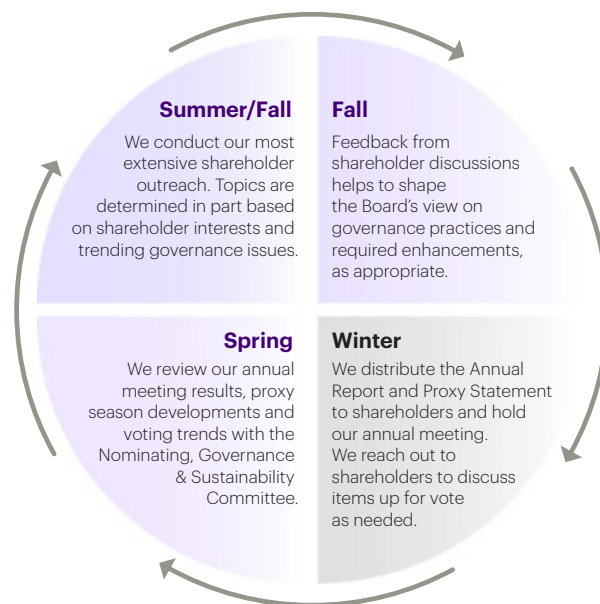 Summer/Fall
We conduct our most
extensive shareholder
outreach. Topics are
determined in part based
on shareholder interests and
trending governance issues.
Fall
Feedback from
shareholder discussions
helps to shape
the Board’s view on
governance practices and
required enhancements,
as appropriate.
Spring
We review our annual
meeting results, proxy
season developments and
voting trends with the
Nominating, Governance
& Sustainability
Committee.
Winter
We distribute the Annual
Report and Proxy Statement
to shareholders and hold
our annual meeting.
We reach out to
shareholders to discuss
items up for vote
as needed.